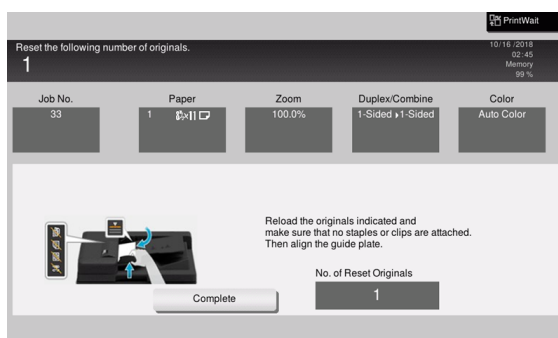 PrintWait
Reset the following number of originals.
1
10/16 /2018
02:45
Memory
99 %
Job No.
33
Paper
1
8½×11
Zoom
100.0%
Duplex/Combine
1-Sided ▸1-Sided
Color
Auto Color
Reload the originals indicated and
make sure that no staples or clips are attached.
Then align the guide plate.
No. of Reset Originals
1
Complete